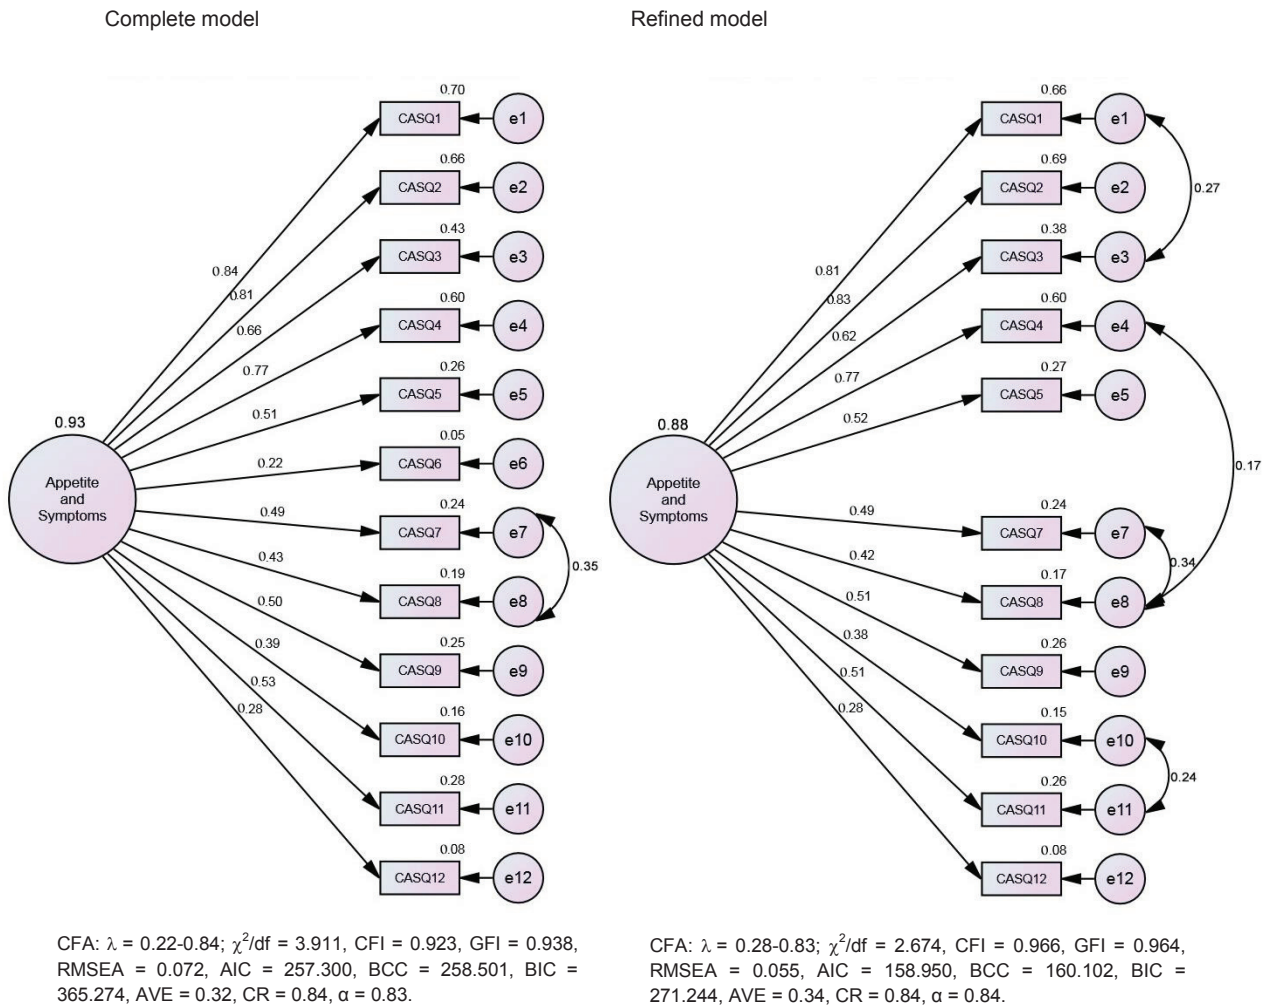 Complete model
Refined model
0.70
CASQ1
e1
0.66
CASQ2
e2
0.43
CASQ3
e3
0.84
0.81
0.66
0.60
CASQ4
e4
0.77
0.26
CASQ5
e5
0.51
0.93
0.05
CASQ6
e6
0.22
Appetite
and
Symptoms
0.24
CASQ7
e7
0.49
0.35
0.43
0.19
CASQ8
e8
0.50
0.25
CASQ9
e9
0.39
0.53
0.28
0.16
CASQ10
e10
0.28
CASQ11
e11
0.08
CASQ12
e12
CFA: λ = 0.22-0.84; χ²/df = 3.911, CFI = 0.923, GFI = 0.938,
RMSEA = 0.072, AIC = 257.300, BCC = 258.501, BIC =
365.274, AVE = 0.32, CR = 0.84, α = 0.83.
0.66
CASQ1
e1
0.69
CASQ2
e2
0.27
0.38
CASQ3
e3
0.81
0.83
0.62
0.60
CASQ4
e4
0.77
0.27
CASQ5
e5
0.52
0.88
0.17
Appetite
and
Symptoms
0.24
CASQ7
e7
0.49
0.34
0.42
0.17
CASQ8
e8
0.51
0.26
CASQ9
e9
0.38
0.51
0.28
0.15
CASQ10
e10
0.24
0.26
CASQ11
e11
0.08
CASQ12
e12
CFA: λ = 0.28-0.83; χ²/df = 2.674, CFI = 0.966, GFI = 0.964,
RMSEA = 0.055, AIC = 158.950, BCC = 160.102, BIC =
271.244, AVE = 0.34, CR = 0.84, α = 0.84.